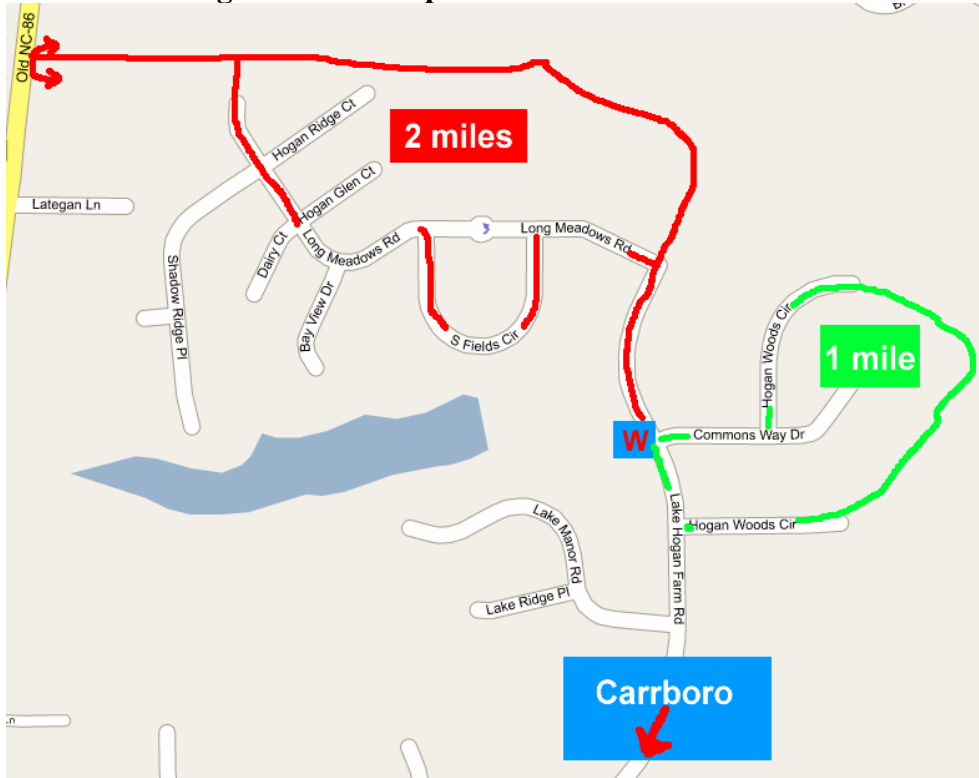 Old NC-86
Hogan Ridge Ct
2 miles
Hogan Glen Ct
Lategan Ln
Dairy Ct
Long Meadows Rd
Long Meadows Rd
Shadow Ridge Pl
Bay View Dr
S Fields Cir
Hogan Woods Cir
1 mile
W
Commons Way Dr
Lake Hogan Farm Rd
Hogan Woods Cir
Lake Manor Rd
Lake Ridge Pl
Carrboro
Ln